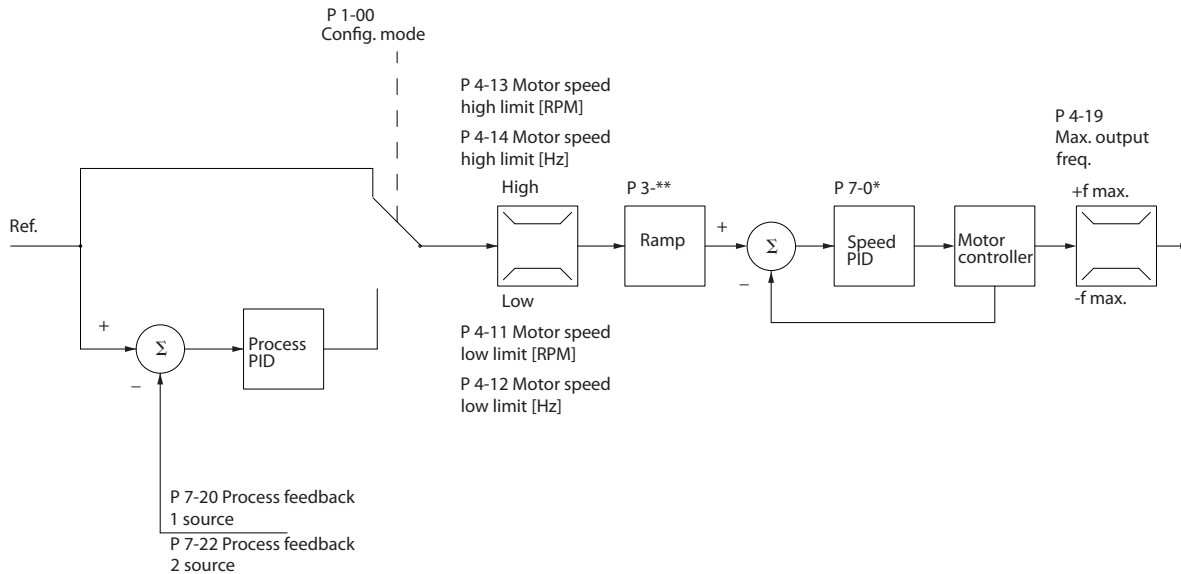 P 1-00
Config. mode
P 4-13 Motor speed
high limit [RPM]
P 4-14 Motor speed
high limit [Hz]
P 4-19
Max. output
freq.
High
P 3-**
P 7-0*
+f max.
Ref.
Ramp
+
Σ
Speed
PID
Motor
controller
–
Low
-f max.
+
Σ
Process
PID
–
P 4-11 Motor speed
low limit [RPM]
P 4-12 Motor speed
low limit [Hz]
P 7-20 Process feedback
1 source
P 7-22 Process feedback
2 source